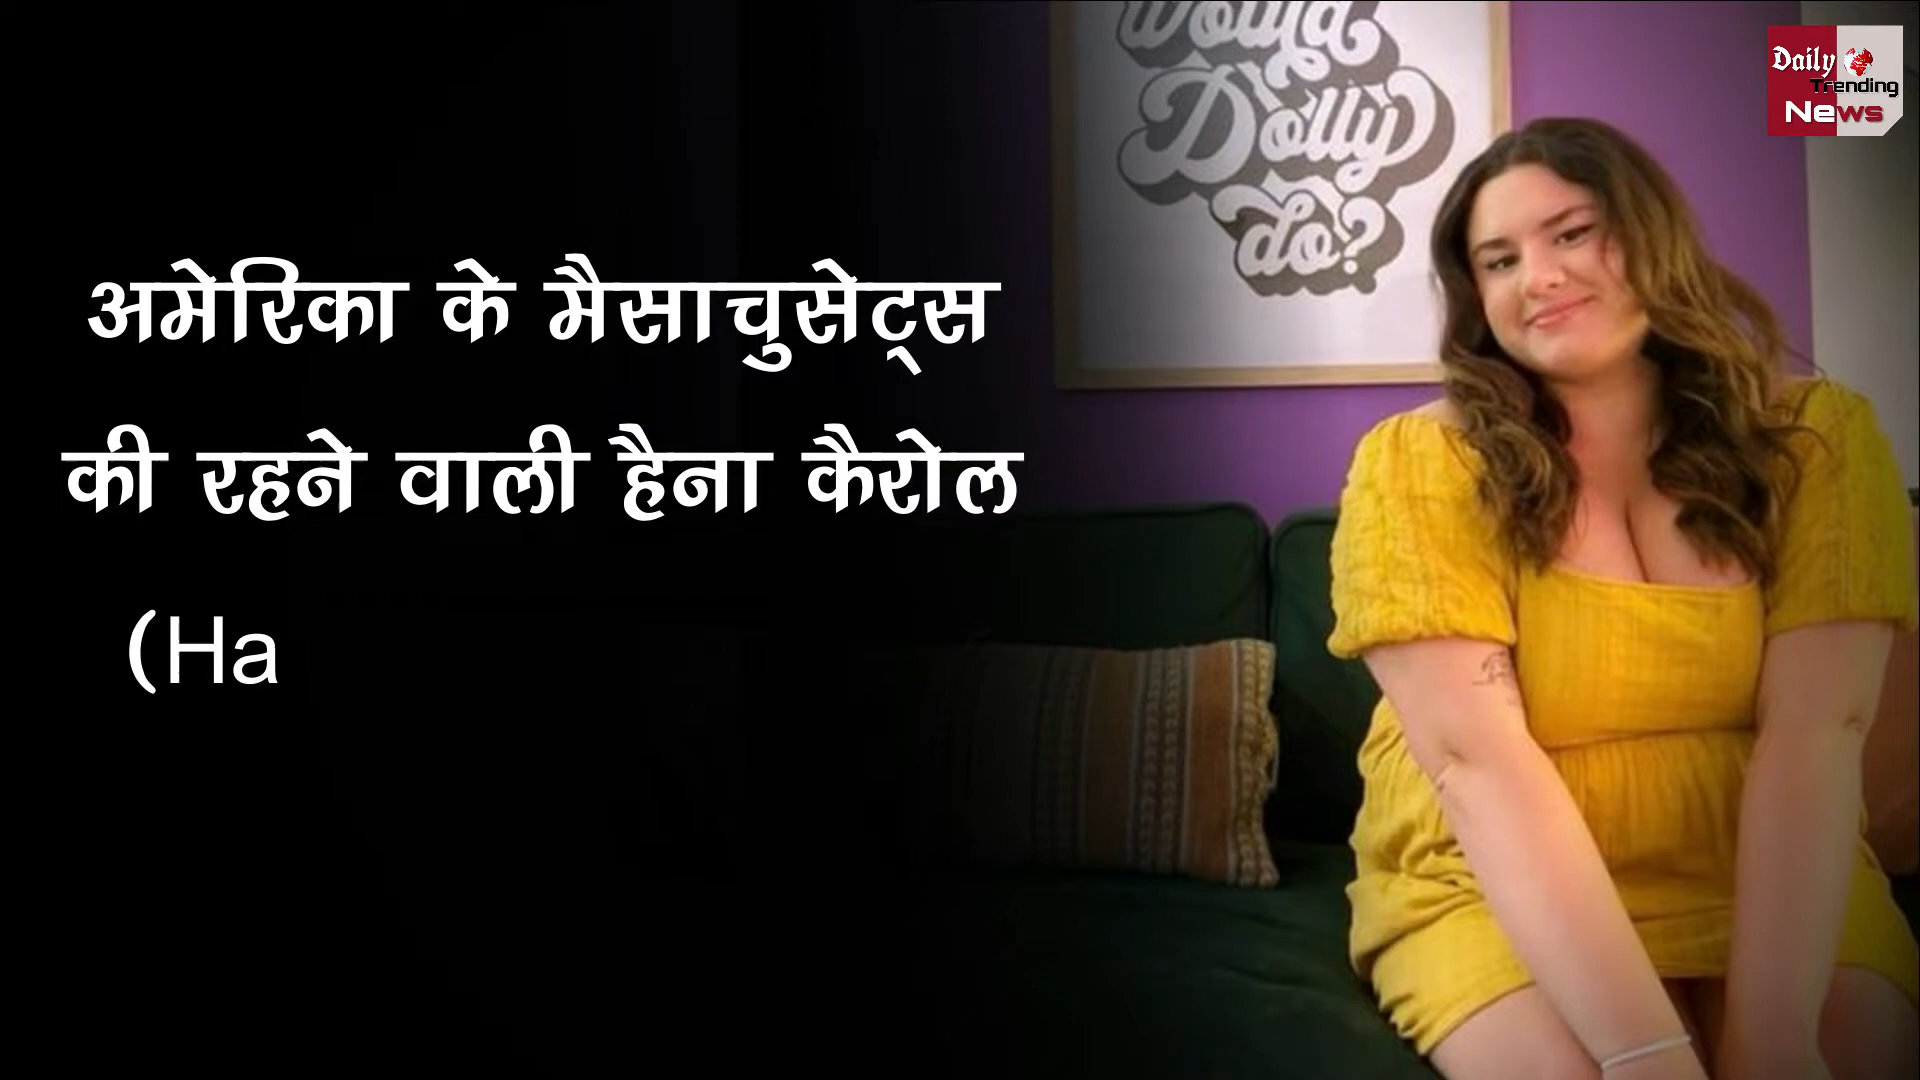 अमेरिका के मैसाचुसेट्स
की रहने वाली हैना कैरोल
(Ha
Would
Dolly
do?
Daily
Trending
News